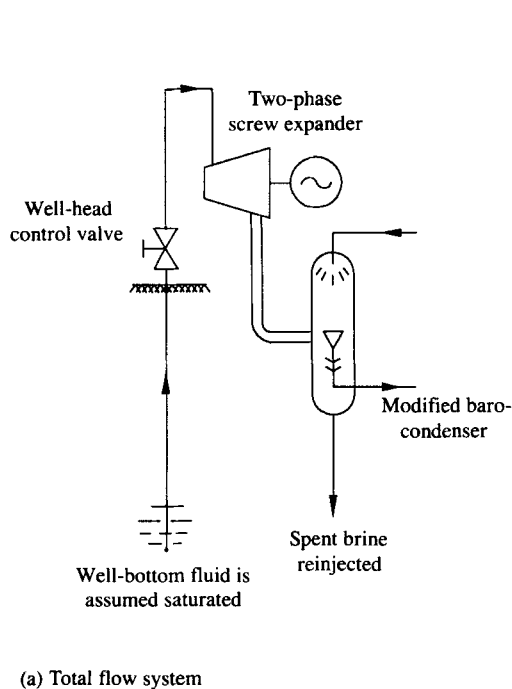 Two-phase
screw expander
Well-head
control valve
Modified baro-
condenser
Spent brine
reinjected
Well-bottom fluid is
assumed saturated
(a) Total flow system